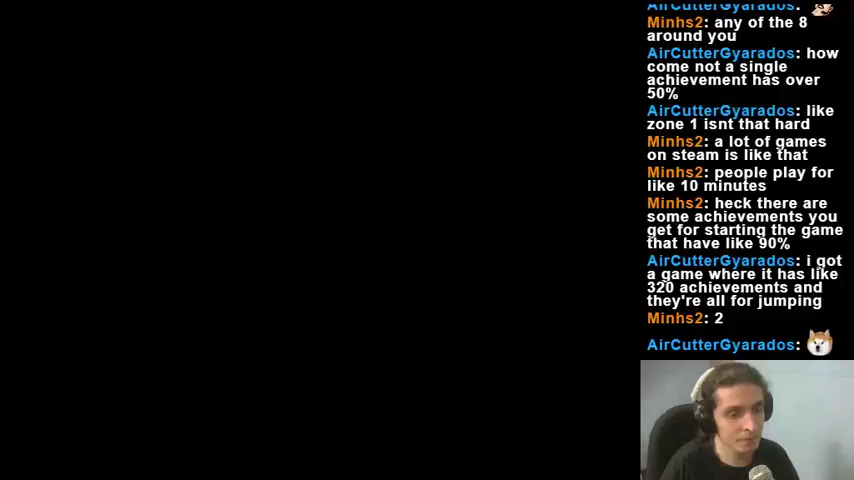 AirCutterGyarados:
Minhs2: any of the 8
around you
AirCutterGyarados: how
come not a single
achievement has over
50%
AirCutterGyarados: like
zone 1 isnt that hard
Minhs2: a lot of games
on steam is like that
Minhs2: people play for
like 10 minutes
Minhs2: heck there are
some achievements you
get for starting the game
that have like 90%
AirCutterGyarados: i got
a game where it has like
320 achievements and
they're all for jumping
Minhs2: 2
AirCutterGyarados: